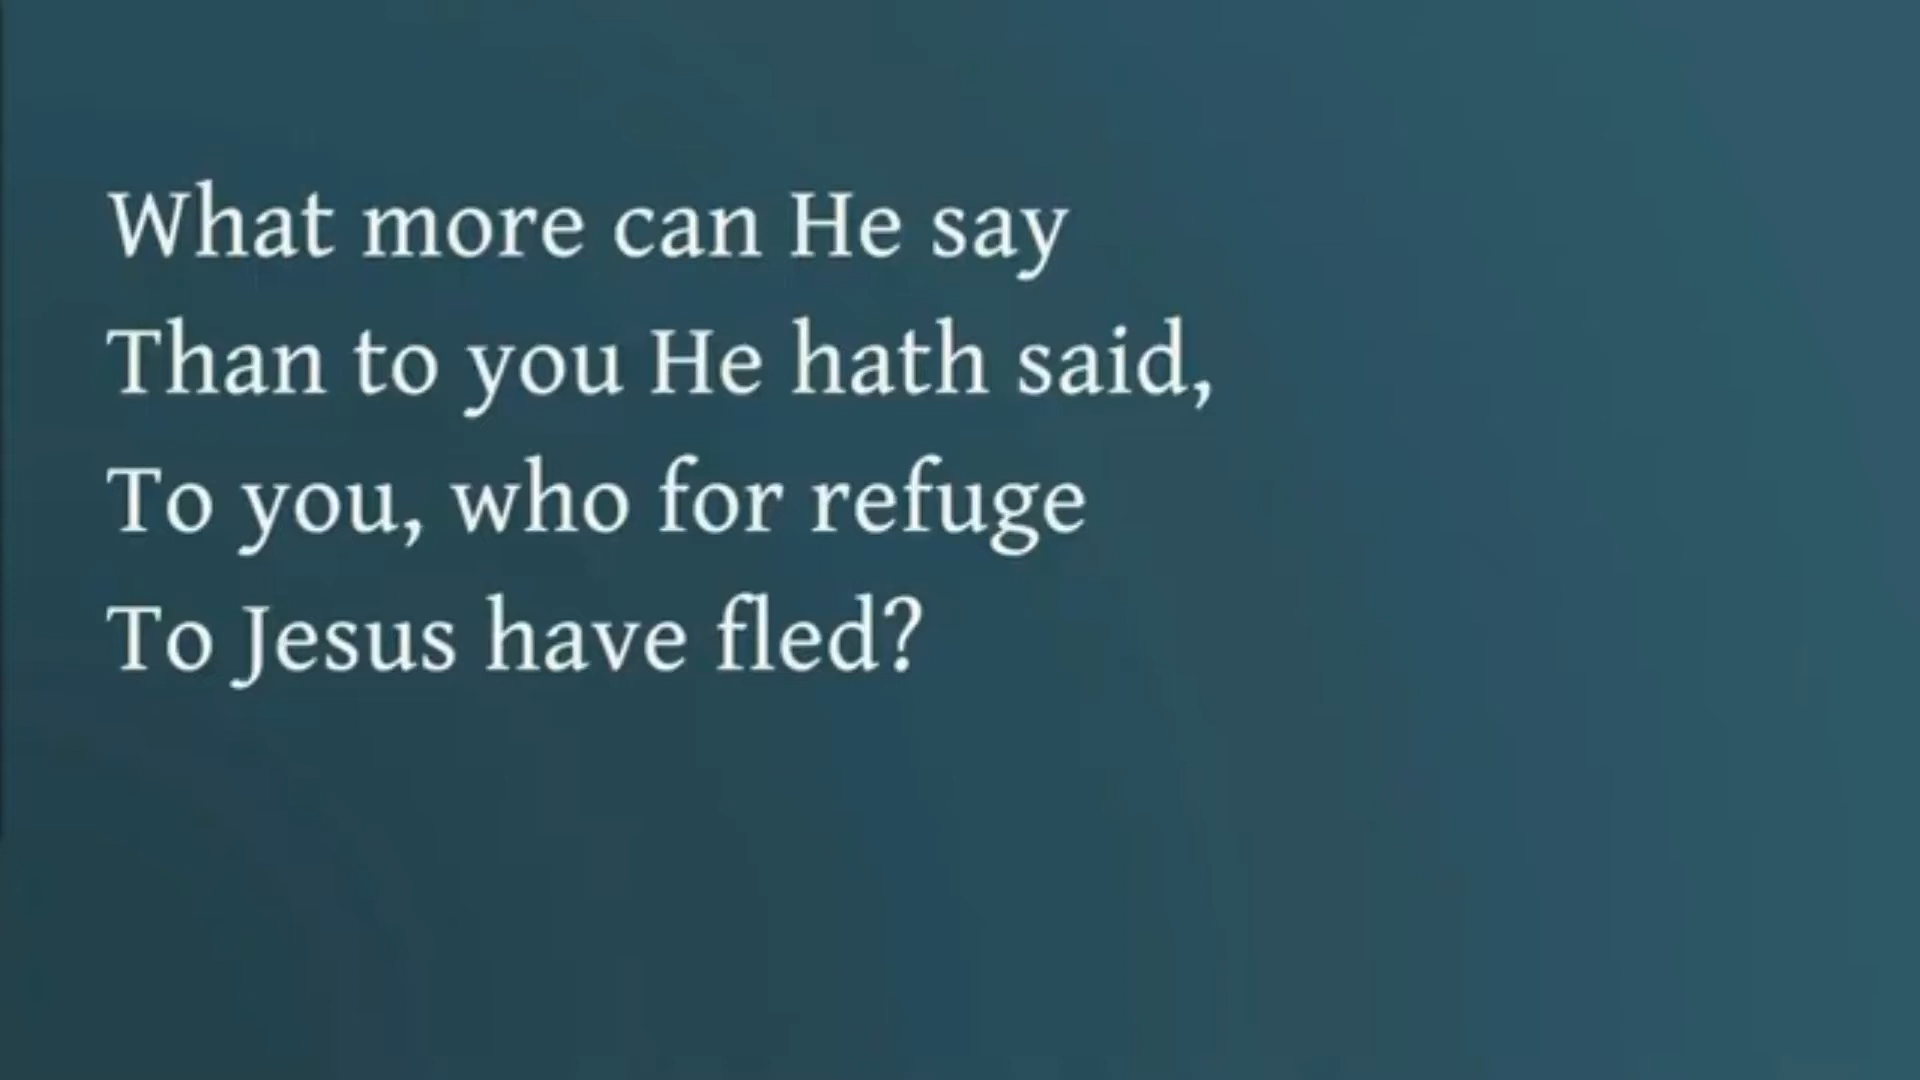 What more can He say
Than to you He hath said,
To you, who for refuge
To Jesus have fled?